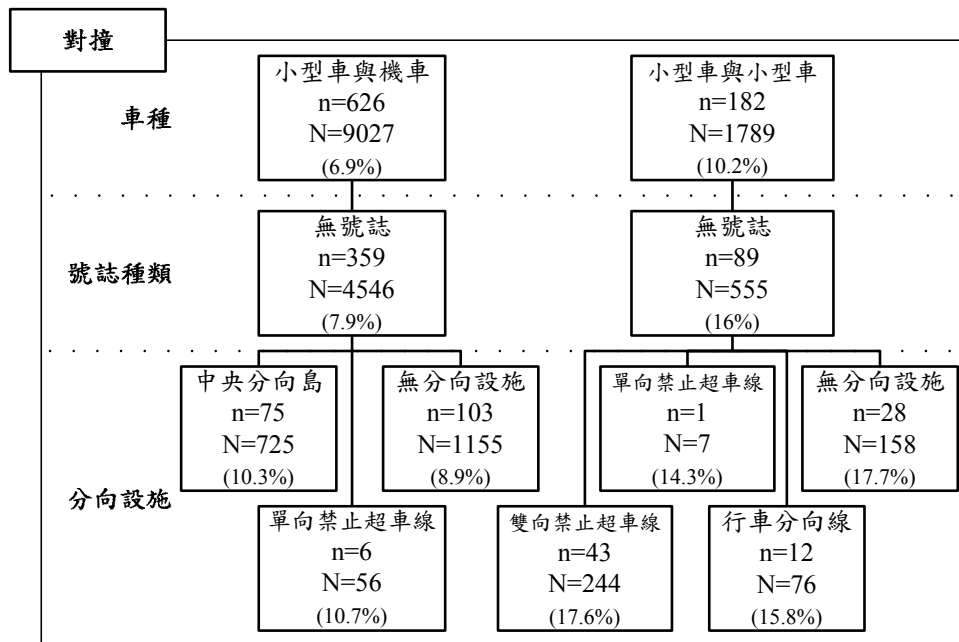 對撞
車種
小型車與機車
n=626
N=9027
(6.9%)
小型車與小型車
n=182
N=1789
(10.2%)
號誌種類
無號誌
n=359
N=4546
(7.9%)
無號誌
n=89
N=555
(16%)
分向設施
中央分向島
n=75
N=725
(10.3%)
無分向設施
n=103
N=1155
(8.9%)
單向禁止超車線
n=1
N=7
(14.3%)
無分向設施
n=28
N=158
(17.7%)
單向禁止超車線
n=6
N=56
(10.7%)
雙向禁止超車線
n=43
N=244
(17.6%)
行車分向線
n=12
N=76
(15.8%)